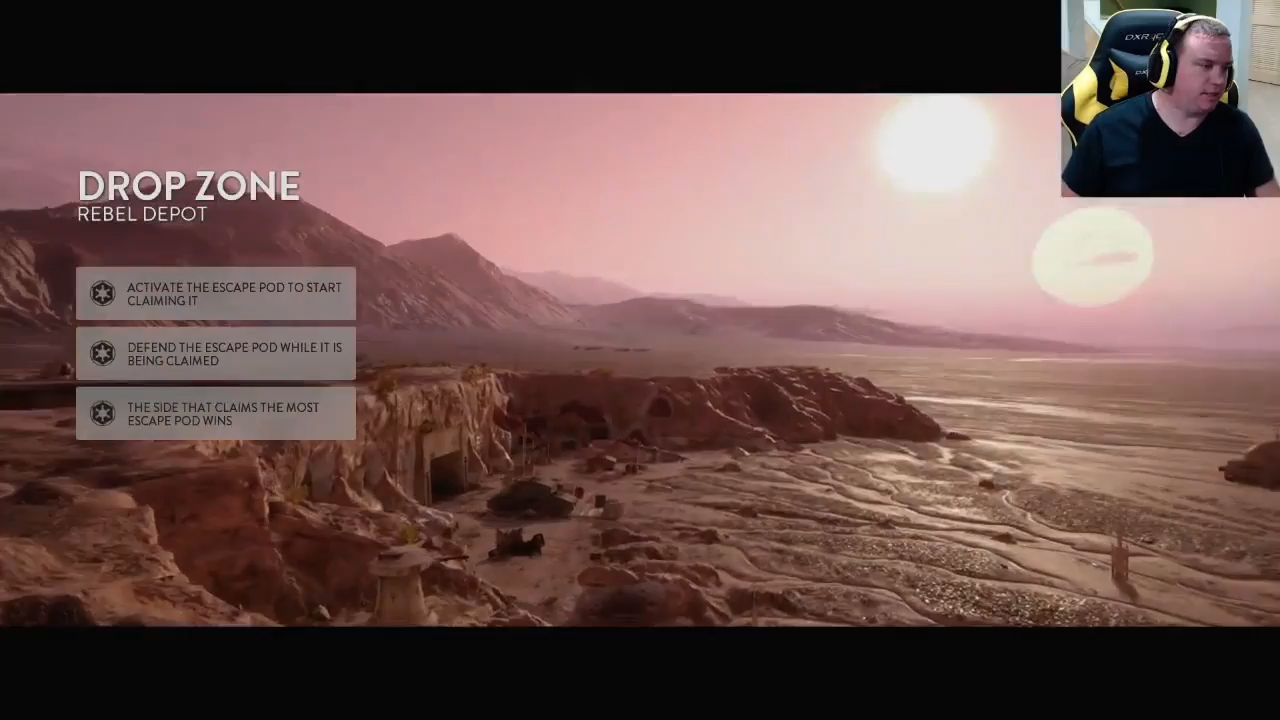 DROP ZONE
REBEL DEPOT
ACTIVATE THE ESCAPE POD TO START
CLAIMING IT
DEFEND THE ESCAPE POD WHILE IT IS
BEING CLAIMED
THE SIDE THAT CLAIMS THE MOST
ESCAPE POD WINS